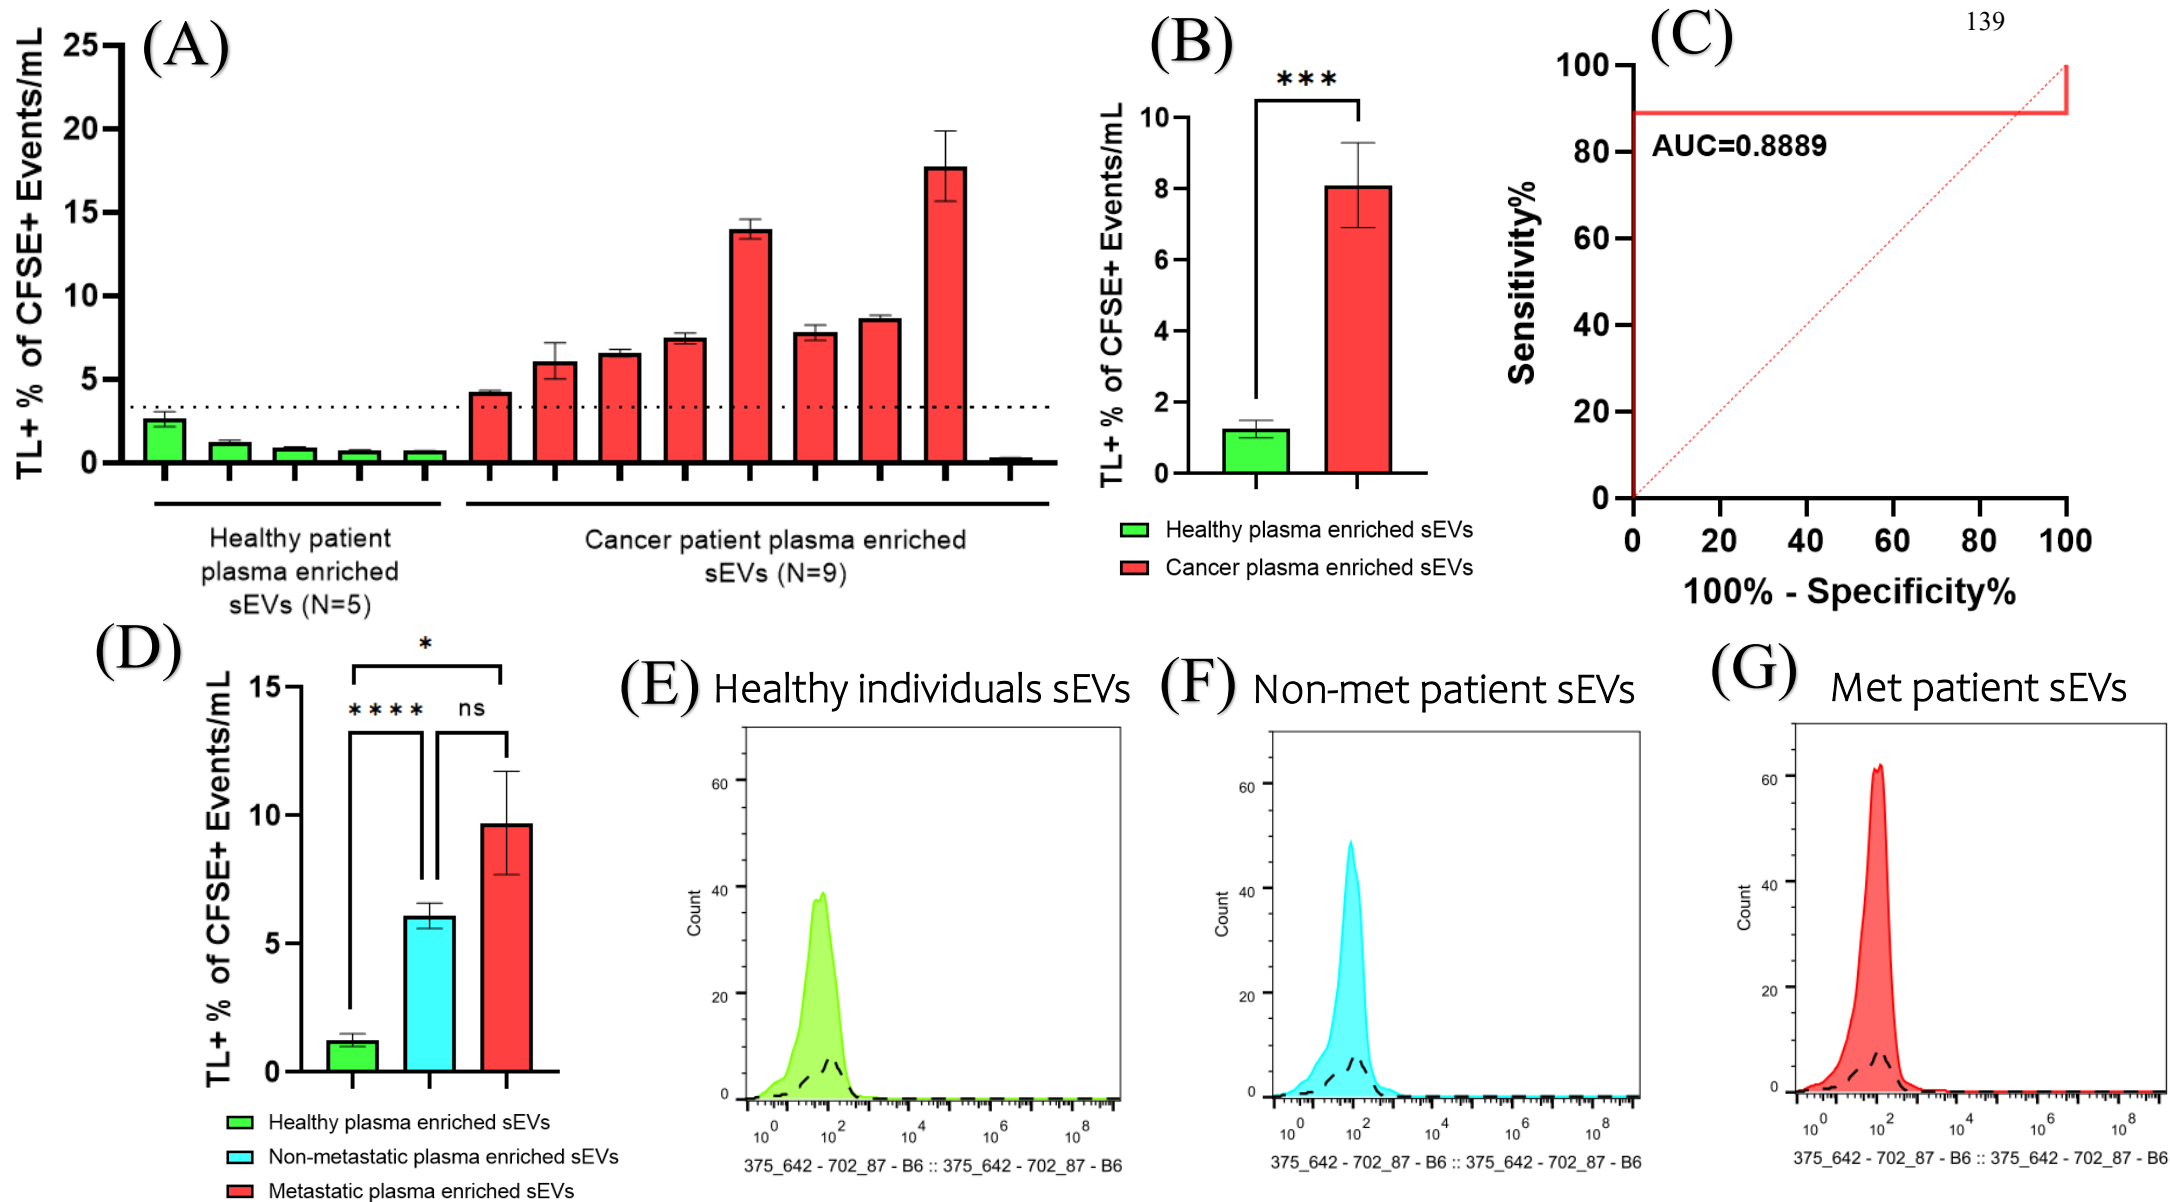 139
(A)
TL+ % of CFSE+ Events/mL
25
20
15
10
5
0
Healthy patient
plasma enriched
sEVs (N=5)
Cancer patient plasma enriched
sEVs (N=9)
(B)
TL+ % of CFSE+ Events/mL
10
8
6
4
2
0
***
Healthy plasma enriched sEVs
Cancer plasma enriched sEVs
(C)
Sensitivity%
100
80
60
40
20
0
AUC=0.8889
0 20 40 60 80 100
100% - Specificity%
(D)
TL+ % of CFSE+ Events/mL
15
10
5
0
*
**** ns
Healthy plasma enriched sEVs
Non-metastatic plasma enriched sEVs
Metastatic plasma enriched sEVs
(E) Healthy individuals sEVs
Count
60
40
20
0
10^0 10^2 10^4 10^6 10^8
375_642 - 702_87 - B6 :: 375_642 - 702_87 - B6
(F) Non-met patient sEVs
Count
60
40
20
0
10^0 10^2 10^4 10^6 10^8
375_642 - 702_87 - B6 :: 375_642 - 702_87 - B6
(G) Met patient sEVs
Count
60
40
20
0
10^0 10^2 10^4 10^6 10^8
375_642 - 702_87 - B6 :: 375_642 - 702_87 - B6